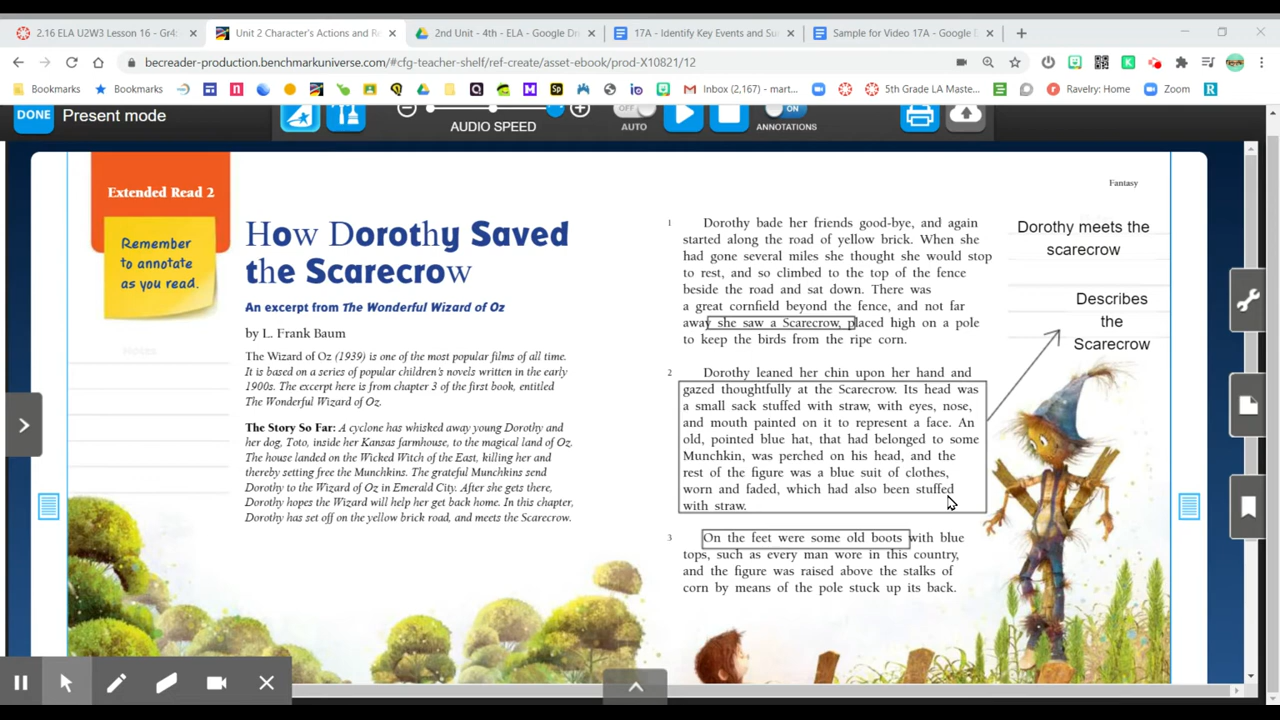 2.16 ELA U2W3 Lesson 16 - Gr4:
Unit 2 Character's Actions and Re
2nd Unit - 4th - ELA - Google Dri
17A - Identify Key Events and Sum
Sample for Video 17A - Google D
becreader-production.benchmarkuniverse.com/#cfg-teacher-shelf/ref-create/asset-ebook/prod-X10821/12
Bookmarks
Bookmarks
Inbox (2,167) - mart...
5th Grade LA Maste...
Ravelry: Home
Zoom
DONE
Present mode
AUDIO SPEED
OFF
AUTO
ON
ANNOTATIONS
Extended Read 2
Remember
to annotate
as you read.
NOTES
How Dorothy Saved
the Scarecrow
An excerpt from The Wonderful Wizard of Oz
by L. Frank Baum
The Wizard of Oz (1939) is one of the most popular films of all time.
It is based on a series of popular children's novels written in the early
1900s. The excerpt here is from chapter 3 of the first book, entitled
The Wonderful Wizard of Oz.
The Story So Far: A cyclone has whisked away young Dorothy and
her dog, Toto, inside her Kansas farmhouse, to the magical land of Oz.
The house landed on the Wicked Witch of the East, killing her and
thereby setting free the Munchkins. The grateful Munchkins send
Dorothy to the Wizard of Oz in Emerald City. After she gets there,
Dorothy hopes the Wizard will help her get back home. In this chapter,
Dorothy has set off on the yellow brick road, and meets the Scarecrow.
Fantasy
1 Dorothy bade her friends good-bye, and again
started along the road of yellow brick. When she
had gone several miles she thought she would stop
to rest, and so climbed to the top of the fence
beside the road and sat down. There was
a great cornfield beyond the fence, and not far
away she saw a Scarecrow, placed high on a pole
to keep the birds from the ripe corn.
2 Dorothy leaned her chin upon her hand and
gazed thoughtfully at the Scarecrow. Its head was
a small sack stuffed with straw, with eyes, nose,
and mouth painted on it to represent a face. An
old, pointed blue hat, that had belonged to some
Munchkin, was perched on his head, and the
rest of the figure was a blue suit of clothes,
worn and faded, which had also been stuffed
with straw.
3 On the feet were some old boots with blue
tops, such as every man wore in this country,
and the figure was raised above the stalks of
corn by means of the pole stuck up its back.
Dorothy meets the
scarecrow
Describes
the
Scarecrow